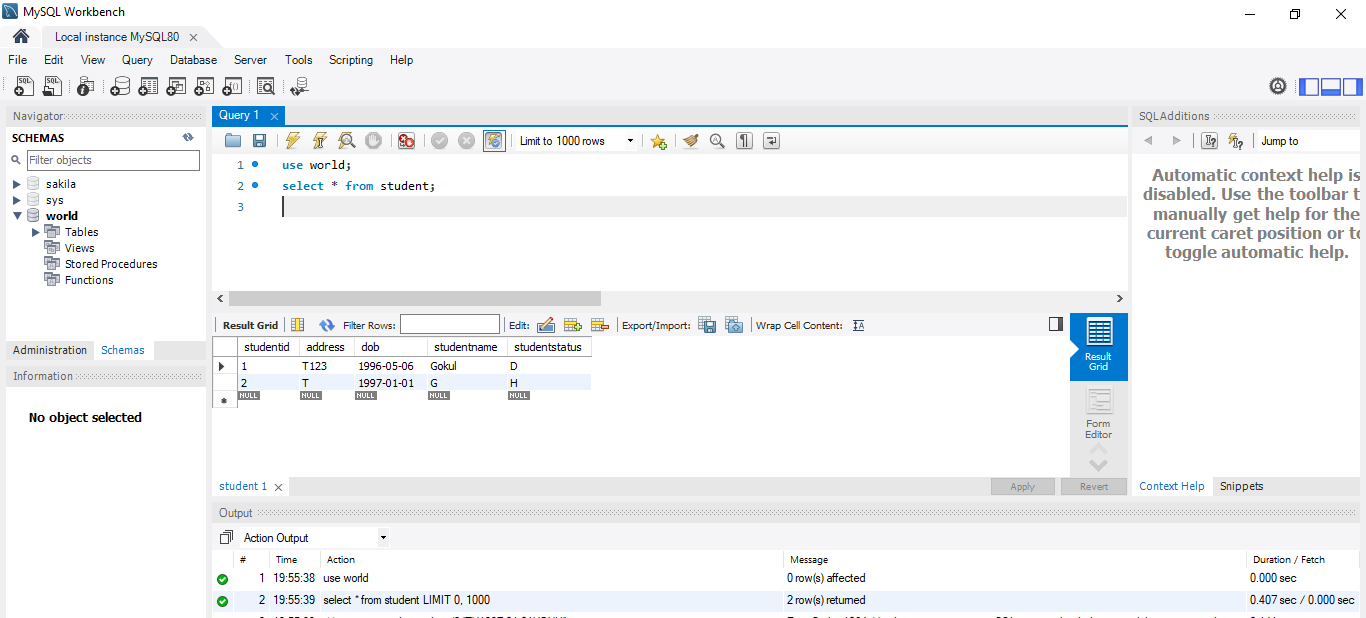 MySQL Workbench
Local instance MySQL80
File Edit View Query Database Server Tools Scripting Help
Navigator
SCHEMAS
Filter objects
sakila
sys
world
Tables
Views
Stored Procedures
Functions
Administration Schemas
Information
No object selected
Query 1
Limit to 1000 rows
1 use world;
2 select * from student;
3
Result Grid Filter Rows: Edit: Export/Import: Wrap Cell Content:
studentid address dob studentname studentstatus
1 T123 1996-05-06 Gokul D
2 T 1997-01-01 G H
NULL NULL NULL NULL NULL
Result
Grid
Form
Editor
student 1
Apply Revert
SQLAdditions
Jump to
Automatic context help is
disabled. Use the toolbar t
manually get help for the
current caret position or to
toggle automatic help.
Context Help Snippets
Output
Action Output
# Time Action Message Duration / Fetch
1 19:55:38 use world 0 row(s) affected 0.000 sec
2 19:55:39 select * from student LIMIT 0, 1000 2 row(s) returned 0.407 sec / 0.000 sec